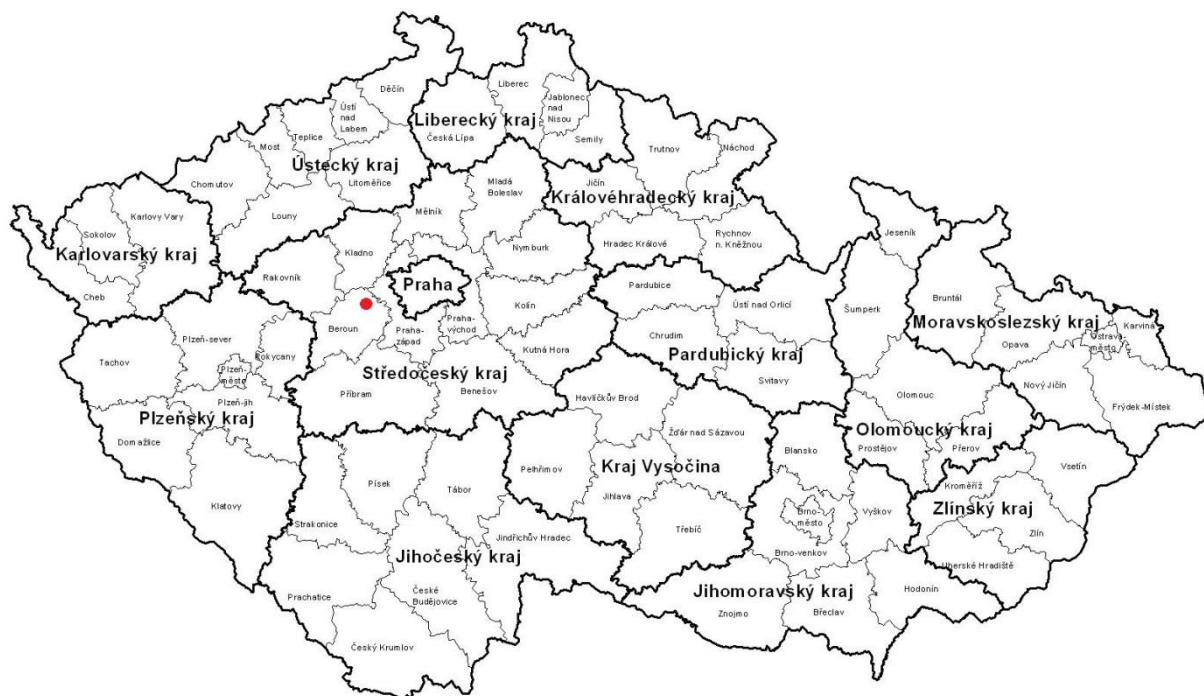 Děčín
Liberec
Ústí
nad
Labem
Jablonec
nad
Nisou
Teplice
Liberecký kraj
Česká Lípa
Semily
Most
Trutnov
Náchod
Ústecký kraj
Chomutov
Litoměřice
Jičín
Mladá
Boleslav
Královéhradecký kraj
Karlovy Vary
Louny
Mělník
Sokolov
Karlovarský kraj
Kladno
Nymburk
Hradec Králové
Rychnov
n. Kněžnou
Jeseník
Rakovník
Praha
Cheb
Pardubice
Bruntál
Kolín
Ústí nad Orlicí
Šumperk
Beroun
Praha-
západ
Praha-
východ
Moravskoslezský kraj
Karviná
Plzeň-sever
Chrudim
Opava
Ostrava-
město
Kutná Hora
Rokycany
Pardubický kraj
Tachov
Plzeň-
město
Středočeský kraj
Svitavy
Nový Jičín
Příbram
Benešov
Havlíčkův Brod
Olomouc
Plzeň-jih
Plzeňský kraj
Frýdek-Místek
Žďár nad Sázavou
Olomoucký kraj
Domažlice
Blansko
Prostějov
Přerov
Pelhřimov
Kraj Vysočina
Vsetín
Písek
Tábor
Kroměříž
Jihlava
Klatovy
Zlínský kraj
Brno-
město
Vyškov
Strakonice
Třebíč
Zlín
Jindřichův Hradec
Jihočeský kraj
Brno-venkov
Uherské Hradiště
Prachatice
České
Budějovice
Jihomoravský kraj
Hodonín
Znojmo
Břeclav
Český Krumlov